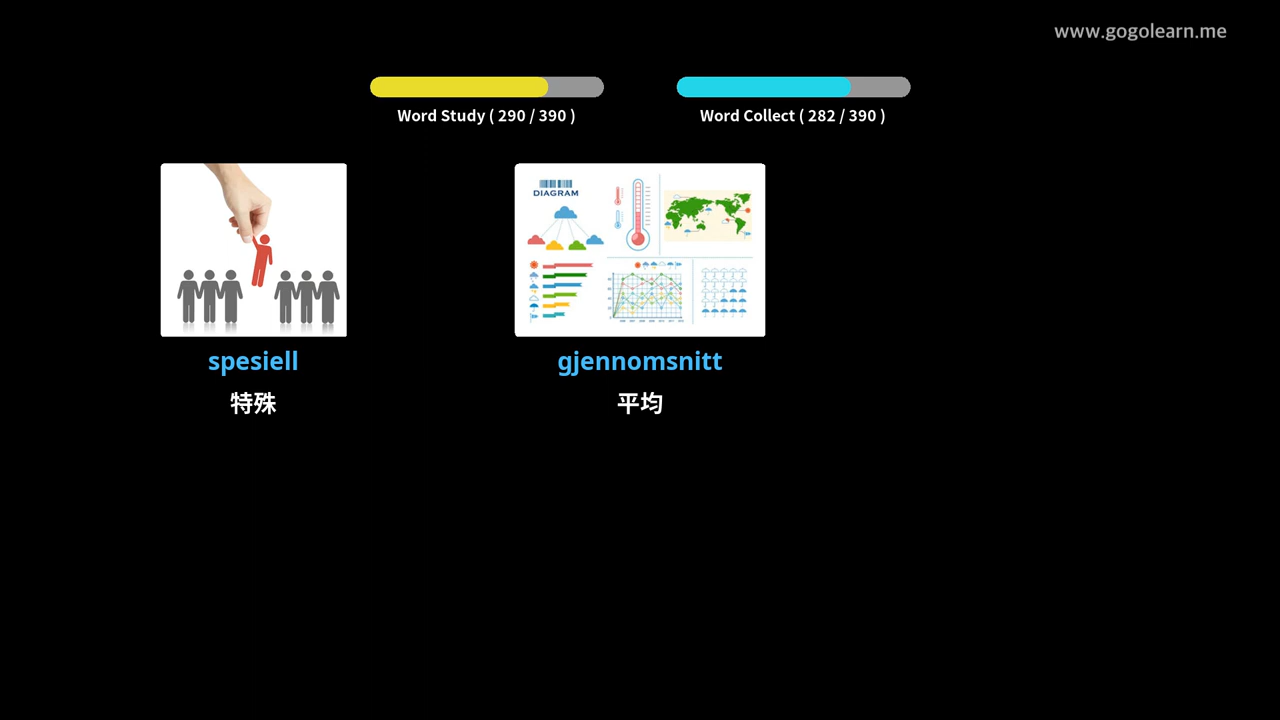 www.gogolearn.me
Word Study ( 290 / 390 )
Word Collect ( 282 / 390 )
DIAGRAM
spesiell
gjennomsnitt
特殊
平均